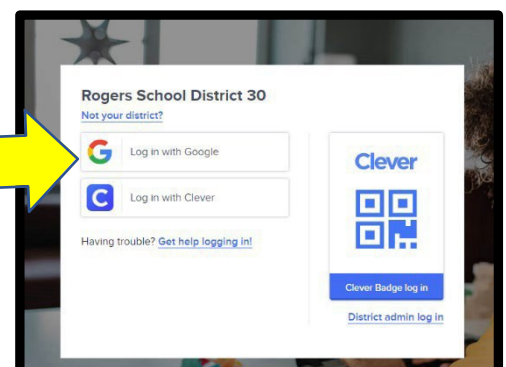 Rogers School District 30
Not your district?
Log in with Google
Log in with Clever
Having trouble? Get help logging in!
Clever
Clever Badge log in
District admin log in